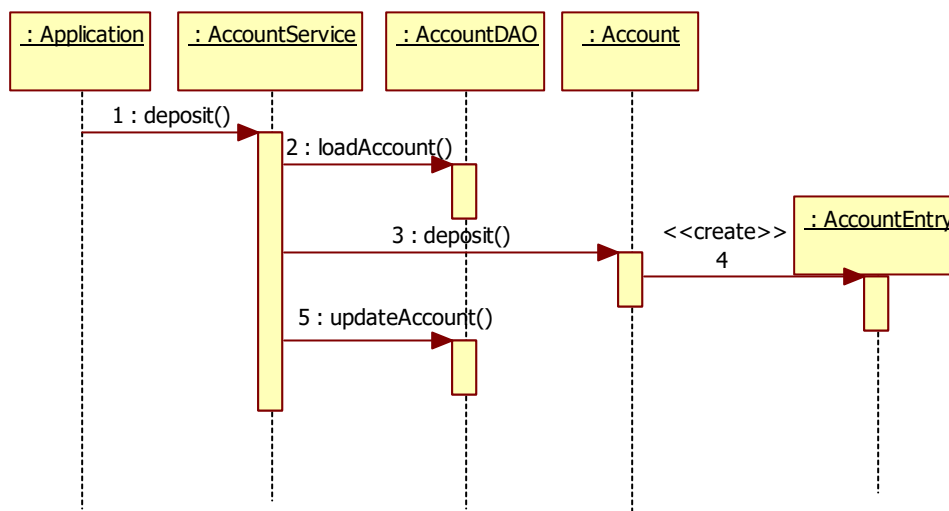 : Application
: AccountService
: AccountDAO
: Account
1 : deposit()
2 : loadAccount()
: AccountEntry
3 : deposit()
<<create>>
4
5 : updateAccount()